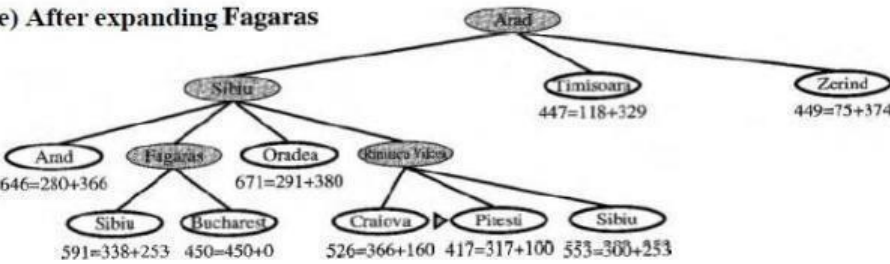 e) After expanding Fagaras
Arad
Sibiu
Timisoara
Zerind
447=118+329
449=75+374
Arad
Fagaras
Oradea
Rimnicu Vilcea
646=280+366
671=291+380
Sibiu
Bucharest
Craiova
Pitesti
Sibiu
591=338+253
450=450+0
526=366+160
417=317+100
553=300+253